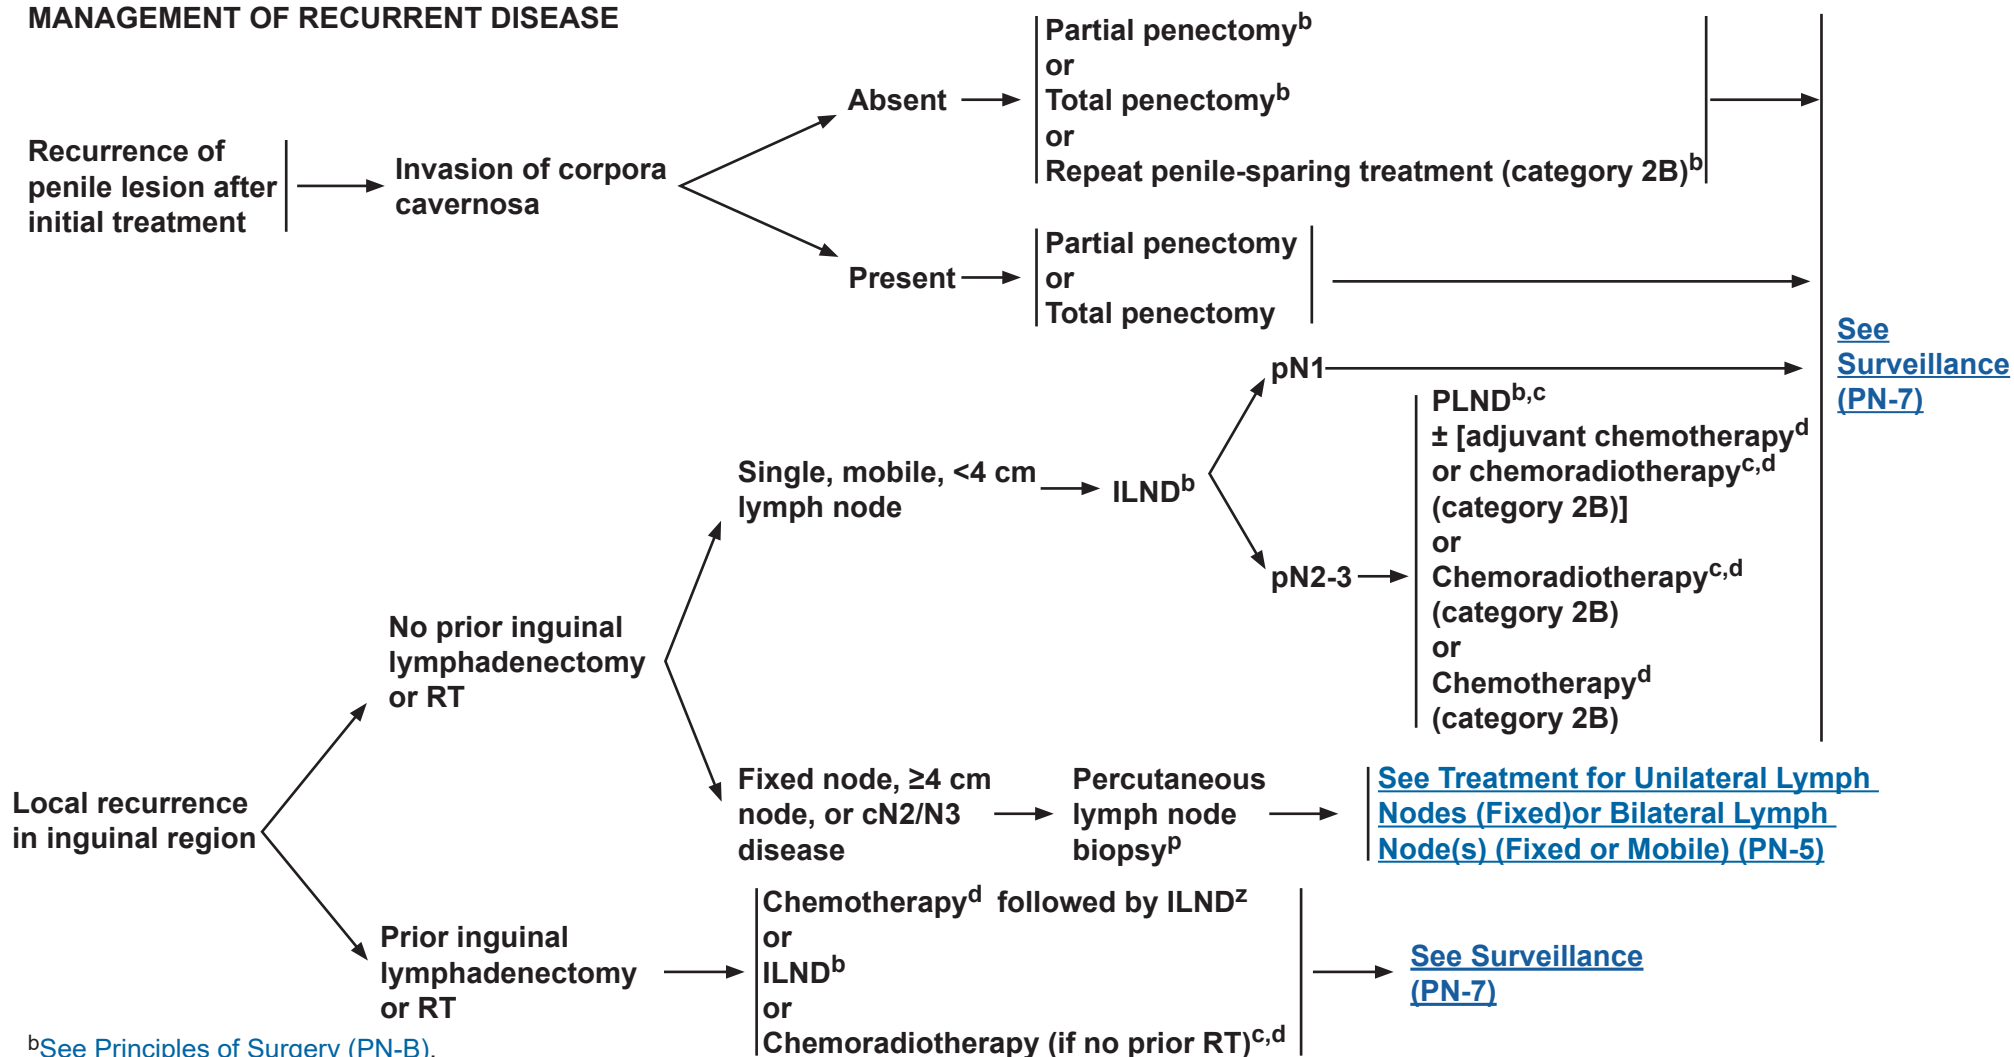 MANAGEMENT OF RECURRENT DISEASE
Recurrence of
penile lesion after
initial treatment
Invasion of corpora
cavernosa
Absent
Partial penectomyb
or
Total penectomyb
or
Repeat penile-sparing treatment (category 2B)b
Present
Partial penectomy
or
Total penectomy
See
Surveillance
(PN-7)
Local recurrence
in inguinal region
No prior inguinal
lymphadenectomy
or RT
Single, mobile, <4 cm
lymph node
ILNDb
pN1
pN2-3
PLNDb,c
± [adjuvant chemotherapyd
or chemoradiotherapyc,d
(category 2B)]
or
Chemoradiotherapyc,d
(category 2B)
or
Chemotherapyd
(category 2B)
Fixed node, ≥4 cm
node, or cN2/N3
disease
Percutaneous
lymph node
biopsyp
See Treatment for Unilateral Lymph
Nodes (Fixed)or Bilateral Lymph
Node(s) (Fixed or Mobile) (PN-5)
Prior inguinal
lymphadenectomy
or RT
Chemotherapyd followed by ILNDz
or
ILNDb
or
Chemoradiotherapy (if no prior RT)c,d
See Surveillance
(PN-7)
bSee Principles of Surgery (PN-B).